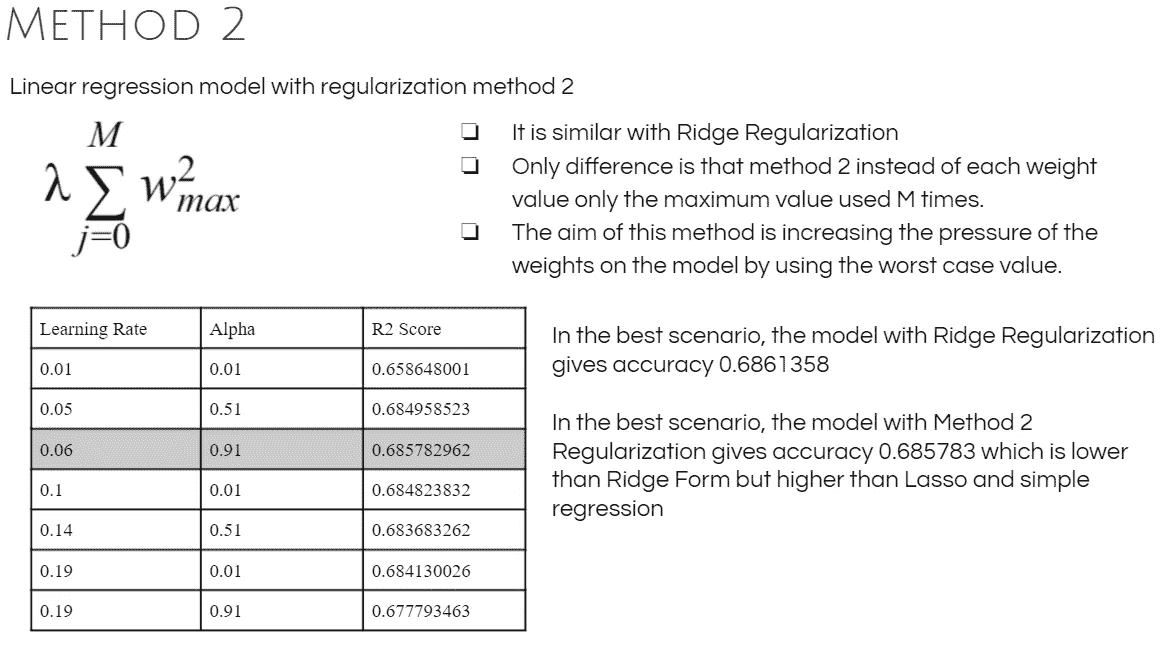 METHOD 2
Linear regression model with regularization method 2
M
λ ∑ w²max
j=0
❏ It is similar with Ridge Regularization
❏ Only difference is that method 2 instead of each weight
value only the maximum value used M times.
❏ The aim of this method is increasing the pressure of the
weights on the model by using the worst case value.
Learning Rate Alpha R2 Score
0.01 0.01 0.658648001
0.05 0.51 0.684958523
0.06 0.91 0.685782962
0.1 0.01 0.684823832
0.14 0.51 0.683683262
0.19 0.01 0.684130026
0.19 0.91 0.677793463
In the best scenario, the model with Ridge Regularization
gives accuracy 0.6861358
In the best scenario, the model with Method 2
Regularization gives accuracy 0.685783 which is lower
than Ridge Form but higher than Lasso and simple
regression